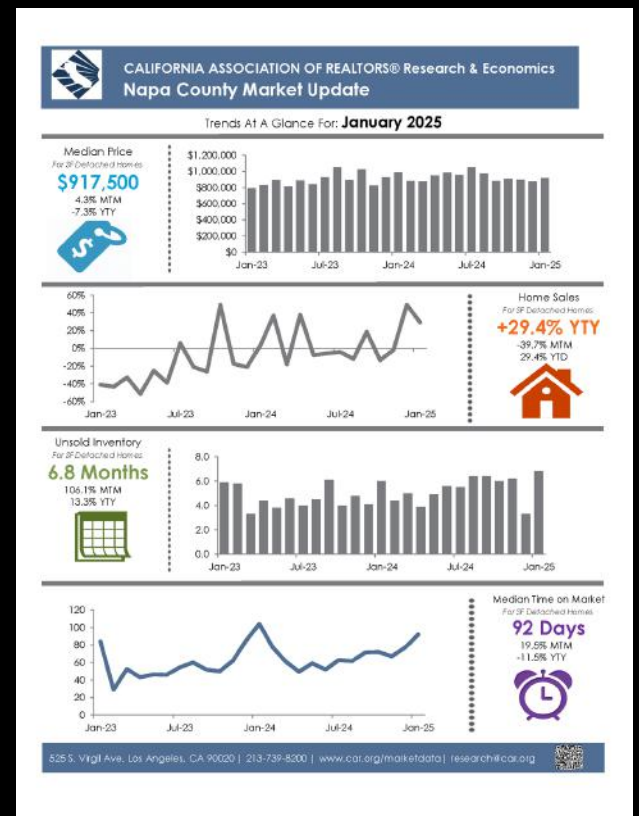 CALIFORNIA ASSOCIATION OF REALTORS® Research & Economics
Napa County Market Update
Trends At A Glance For: January 2025
Median Price
For SF Detached Homes
$917,500
4.3% MTM
-7.3% YTY
$1,200,000
$1,000,000
$800,000
$600,000
$400,000
$200,000
$0
Jan-23 Jul-23 Jan-24 Jul-24 Jan-25
60%
40%
20%
0%
-20%
-40%
-60%
Jan-23 Jul-23 Jan-24 Jul-24 Jan-25
Home Sales
For SF Detached Homes
+29.4% YTY
-39.7% MTM
29.4% YTD
Unsold Inventory
For SF Detached Homes
6.8 Months
106.1% MTM
13.3% YTY
8.0
6.0
4.0
2.0
0.0
Jan-23 Jul-23 Jan-24 Jul-24 Jan-25
120
100
80
60
40
20
0
Jan-23 Jul-23 Jan-24 Jul-24 Jan-25
Median Time on Market
For SF Detached Homes
92 Days
19.5% MTM
-11.5% YTY
525 S. Virgil Ave. Los Angeles, CA 90020 | 213-739-8200 | www.car.org/marketdata| research@car.org